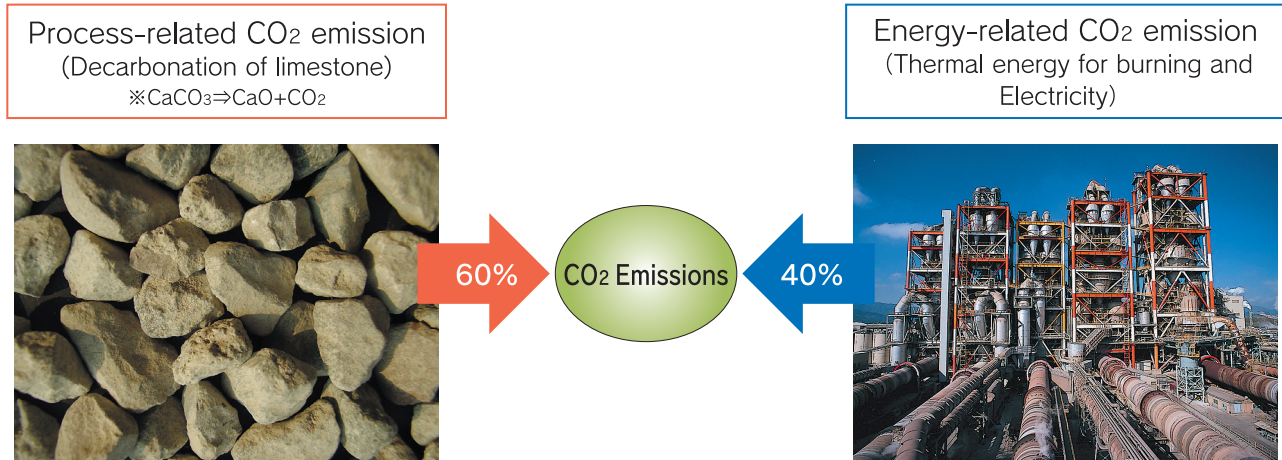 Process-related CO₂ emission
(Decarbonation of limestone)
※CaCO₃⇒CaO+CO₂
Energy-related CO₂ emission
(Thermal energy for burning and
Electricity)
60%
CO₂ Emissions
40%